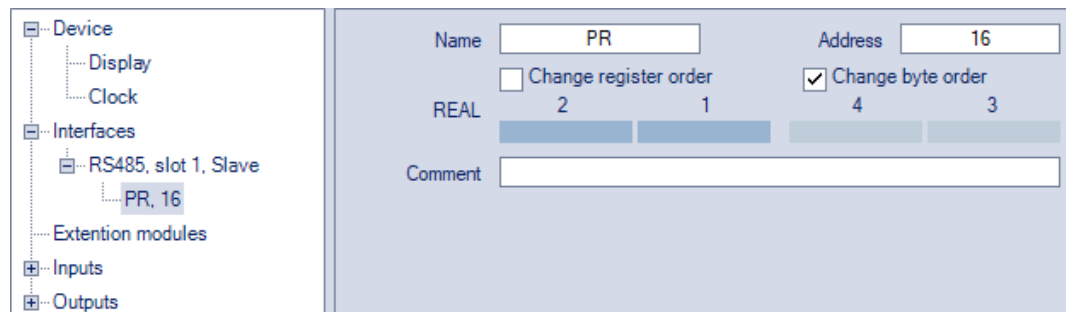 Device
Display
Clock
Interfaces
RS485, slot 1, Slave
PR, 16
Extention modules
Inputs
Outputs
Name PR Address 16
Change register order Change byte order
REAL 2 1 4 3
Comment